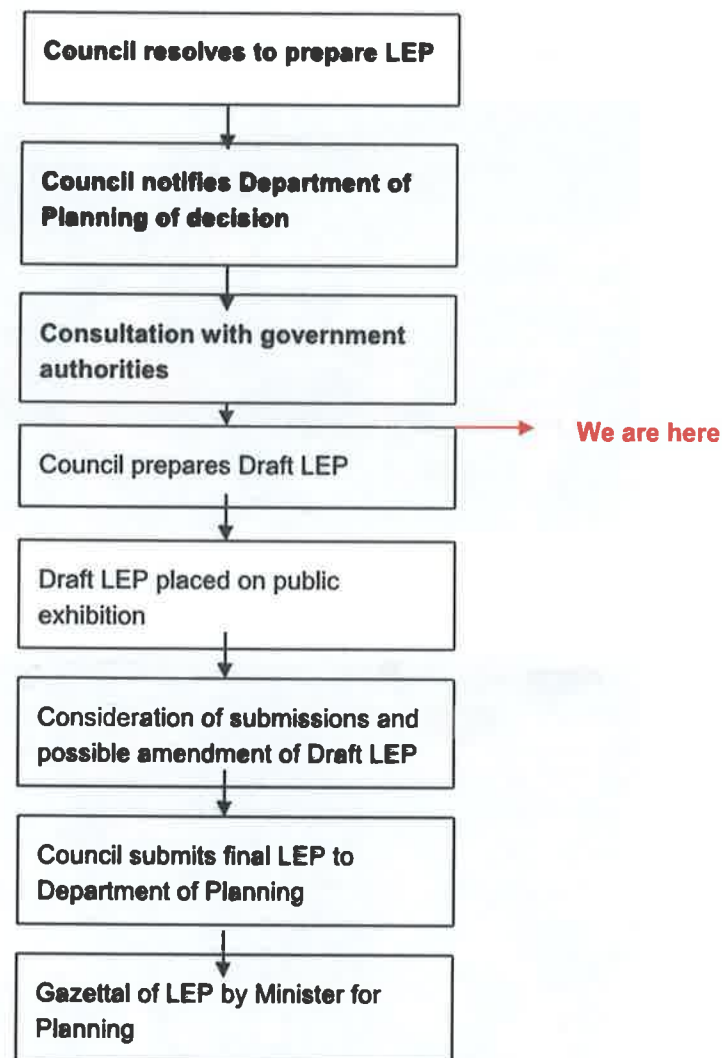 Council resolves to prepare LEP
Council notifies Department of
Planning of decision
Consultation with government
authorities
We are here
Council prepares Draft LEP
Draft LEP placed on public
exhibition
Consideration of submissions and
possible amendment of Draft LEP
Council submits final LEP to
Department of Planning
Gazettal of LEP by Minister for
Planning